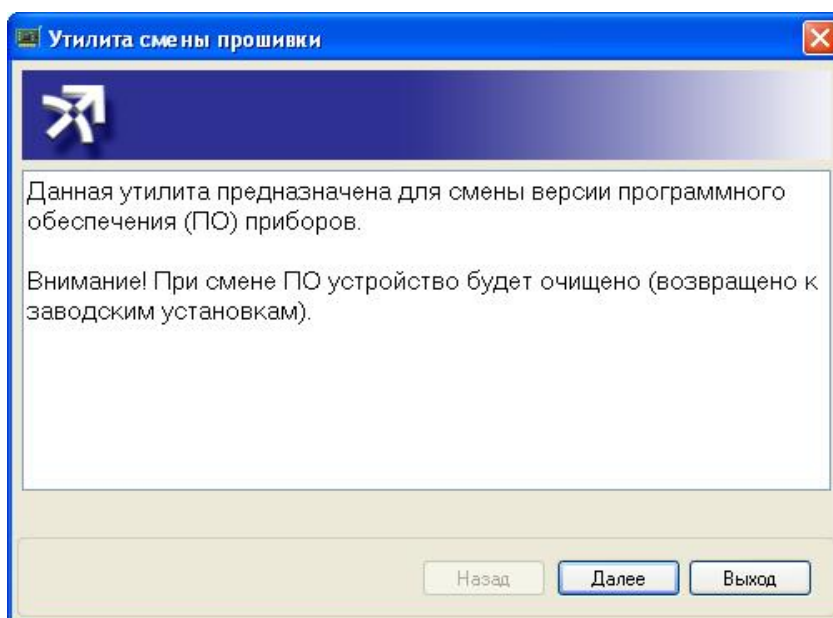 Утилита смены прошивки
Данная утилита предназначена для смены версии программного
обеспечения (ПО) приборов.
Внимание! При смене ПО устройство будет очищено (возвращено к
заводским установкам).
Назад Далее Выход